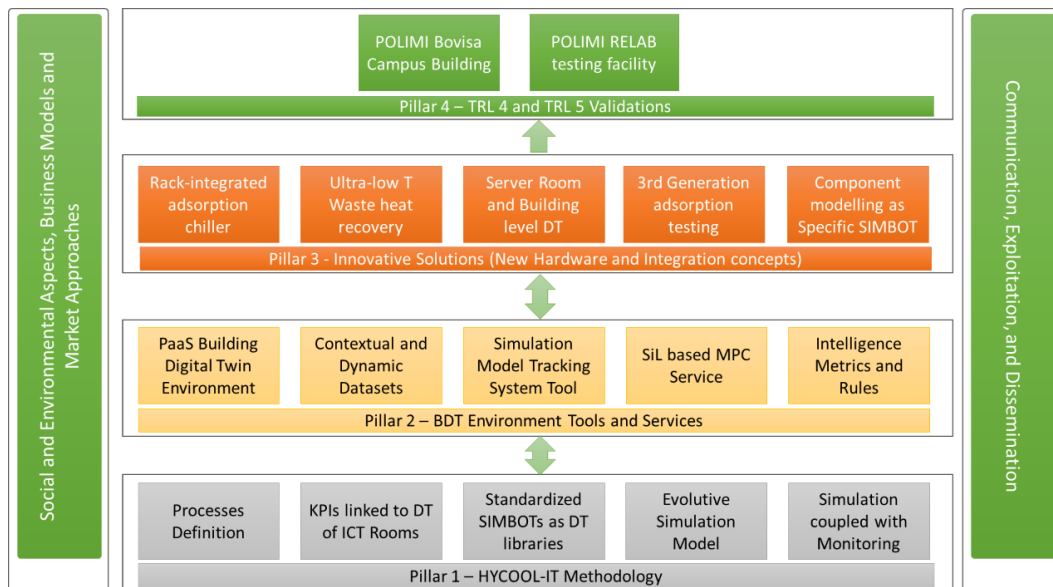 Social and Environmental Aspects, Business Models and
Market Approaches
POLIMI Bovisa
Campus Building
POLIMI RELAB
testing facility
Pillar 4 – TRL 4 and TRL 5 Validations
Rack-integrated
adsorption
chiller
Ultra-low T
Waste heat
recovery
Server Room
and Building
level DT
3rd Generation
adsorption
testing
Component
modelling as
Specific SIMBOT
Pillar 3 - Innovative Solutions (New Hardware and Integration concepts)
PaaS Building
Digital Twin
Environment
Contextual and
Dynamic
Datasets
Simulation
Model Tracking
System Tool
SiL based MPC
Service
Intelligence
Metrics and
Rules
Pillar 2 – BDT Environment Tools and Services
Processes
Definition
KPIs linked to DT
of ICT Rooms
Standardized
SIMBOTs as DT
libraries
Evolutive
Simulation
Model
Simulation
coupled with
Monitoring
Pillar 1 – HYCOOL-IT Methodology
Communication, Exploitation, and Dissemination